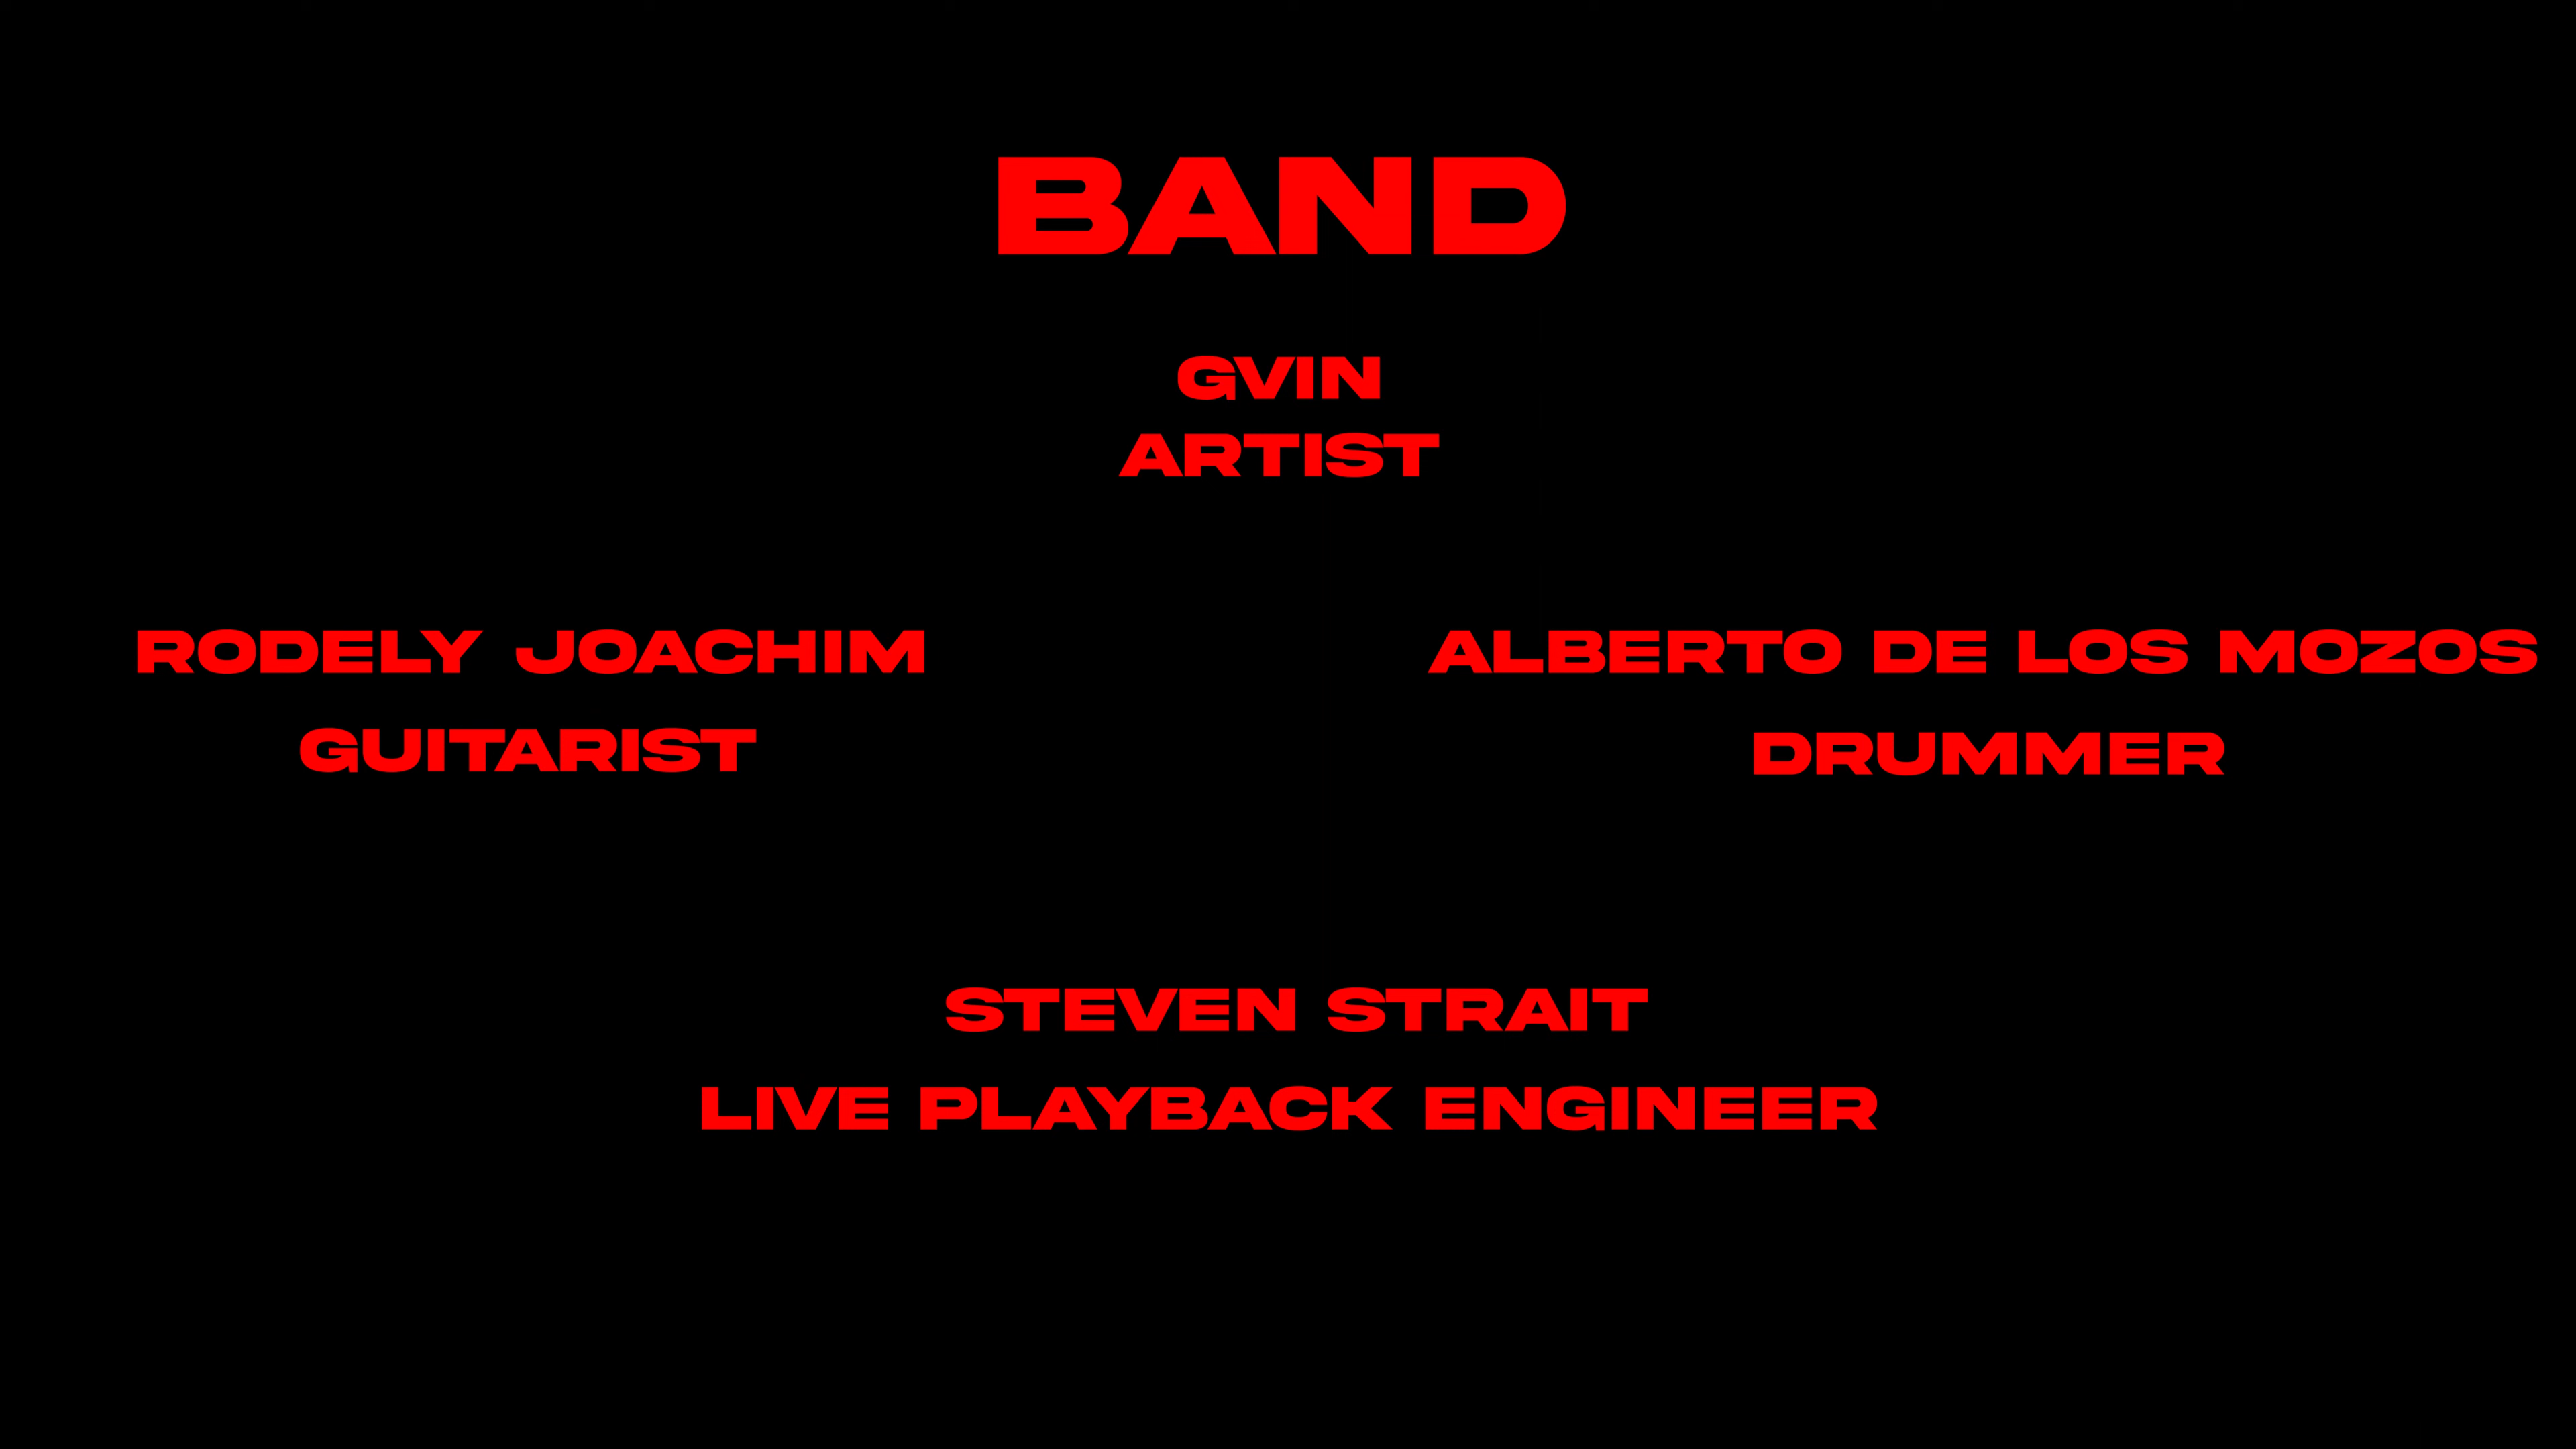 BAND
GVIN
ARTIST
RODELY JOACHIM
GUITARIST
ALBERTO DE LOS MOZOS
DRUMMER
STEVEN STRAIT
LIVE PLAYBACK ENGINEER